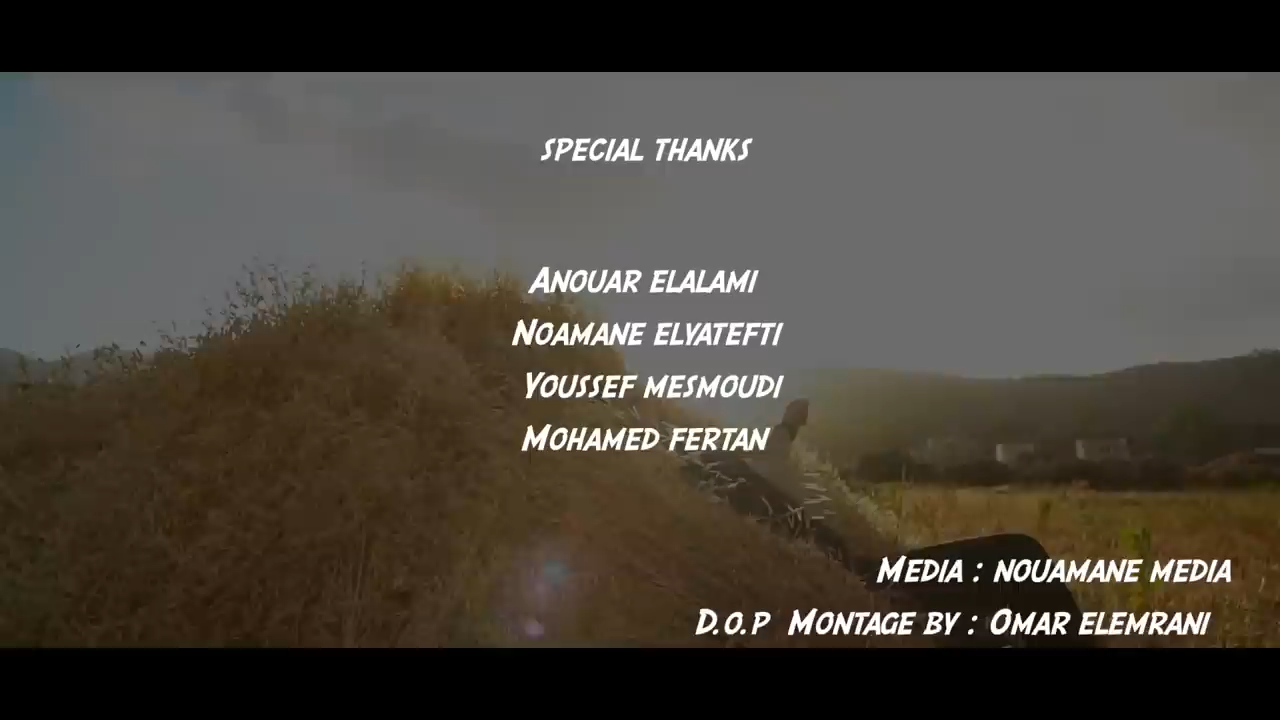 SPECIAL THANKS
ANOUAR ELALAMI
NOAMANE ELYATEFTI
YOUSSEF MESMOUDI
MOHAMED FERTAN
MEDIA : NOUAMANE MEDIA
D.O.P MONTAGE BY : OMAR ELEMRANI